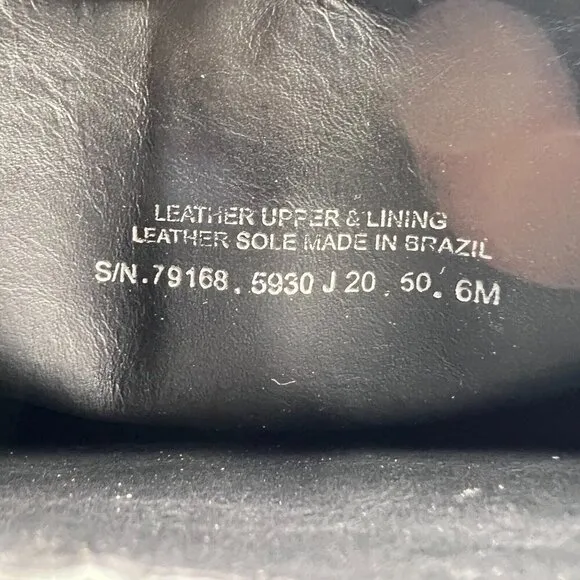 LEATHER UPPER & LINING
LEATHER SOLE MADE IN BRAZIL
S/N.79168.5930 J 20.50.6M